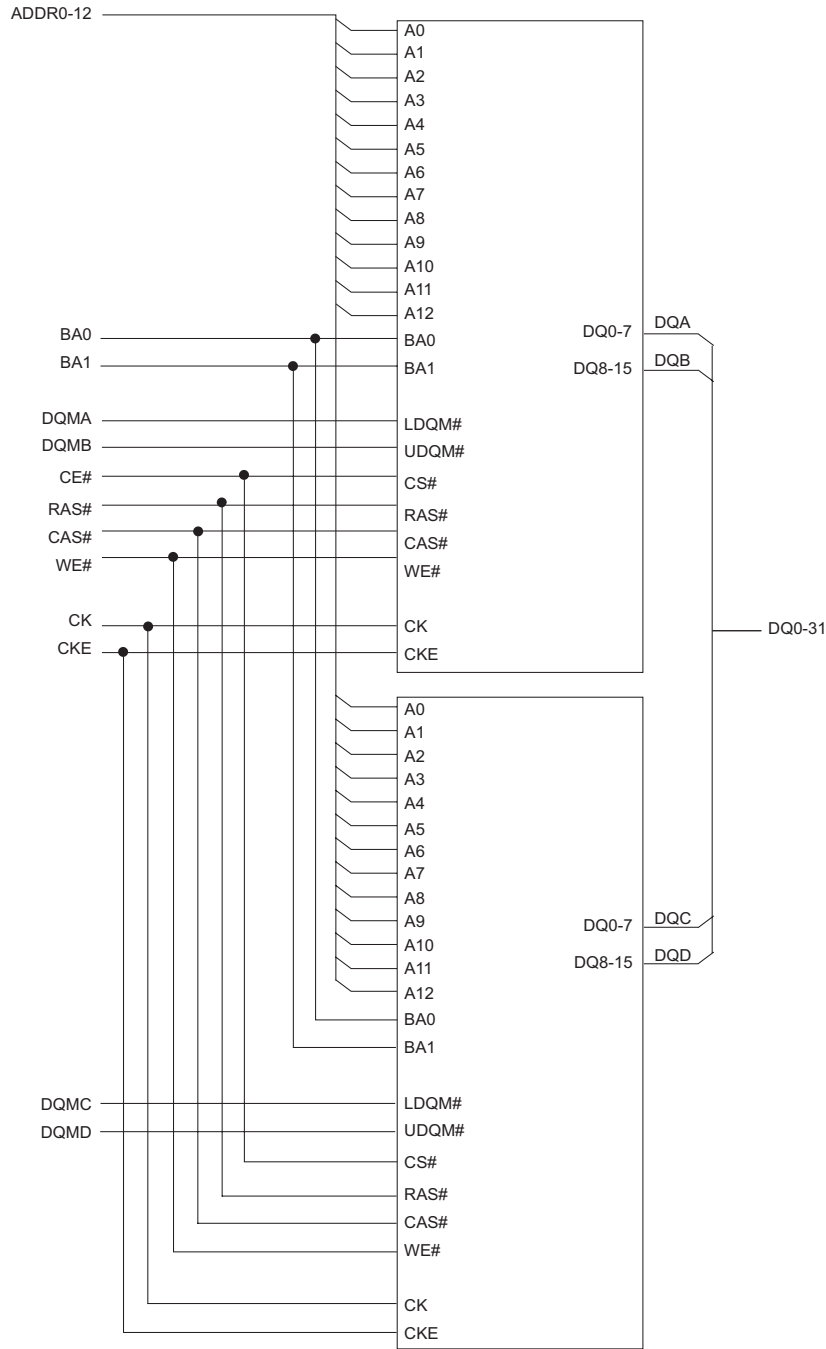 ADDR0-12
A0
A1
A2
A3
A4
A5
A6
A7
A8
A9
A10
A11
A12
BA0 BA0
BA1 BA1
DQ0-7 DQA
DQ8-15 DQB
DQMA LDQM#
DQMB UDQM#
CE# CS#
RAS# RAS#
CAS# CAS#
WE# WE#
CK CK
CKE CKE
DQ0-31
A0
A1
A2
A3
A4
A5
A6
A7
A8
A9
A10
A11
A12
DQ0-7 DQC
DQ8-15 DQD
BA0
BA1
DQMC LDQM#
DQMD UDQM#
CS#
RAS#
CAS#
WE#
CK
CKE